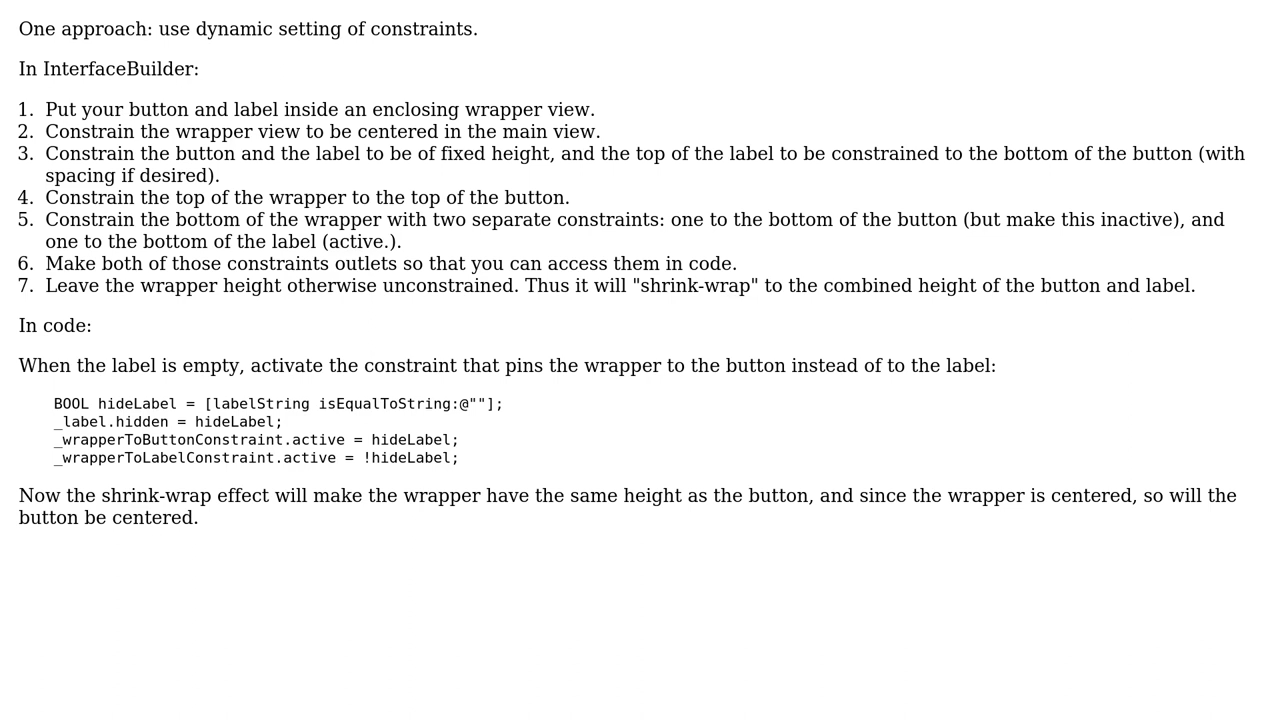 One approach: use dynamic setting of constraints.
In InterfaceBuilder:
1. Put your button and label inside an enclosing wrapper view.
2. Constrain the wrapper view to be centered in the main view.
3. Constrain the button and the label to be of fixed height, and the top of the label to be constrained to the bottom of the button (with
spacing if desired).
4. Constrain the top of the wrapper to the top of the button.
5. Constrain the bottom of the wrapper with two separate constraints: one to the bottom of the button (but make this inactive), and
one to the bottom of the label (active.).
6. Make both of those constraints outlets so that you can access them in code.
7. Leave the wrapper height otherwise unconstrained. Thus it will "shrink-wrap" to the combined height of the button and label.
In code:
When the label is empty, activate the constraint that pins the wrapper to the button instead of to the label:
BOOL hideLabel = [labelString isEqualToString:@""];
_label.hidden = hideLabel;
_wrapperToButtonConstraint.active = hideLabel;
_wrapperToLabelConstraint.active = !hideLabel;
Now the shrink-wrap effect will make the wrapper have the same height as the button, and since the wrapper is centered, so will the
button be centered.